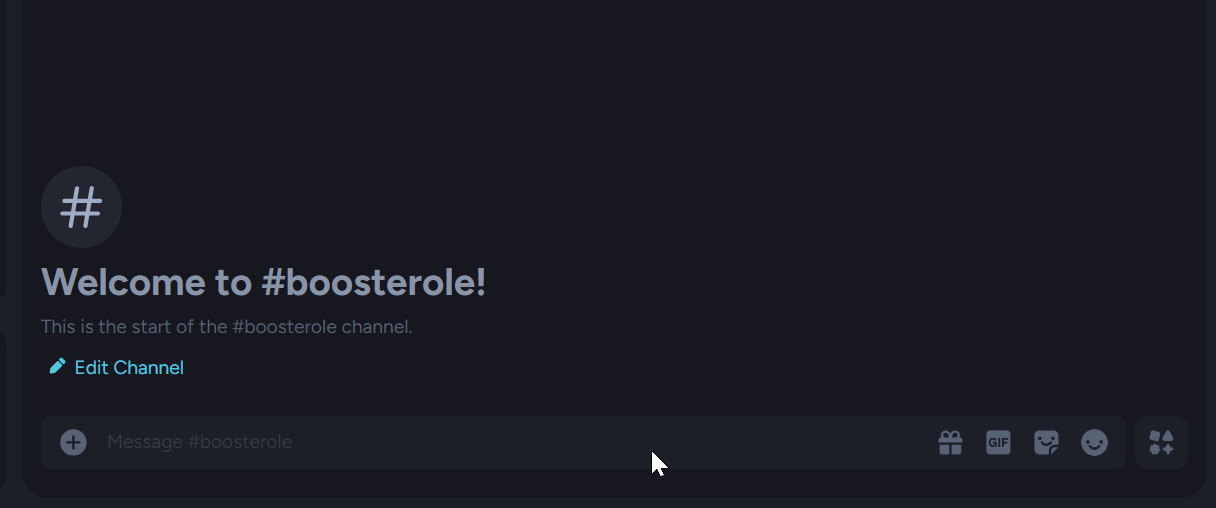 #
Welcome to #boosterole!
This is the start of the #boosterole channel.
Edit Channel
Message #boosterole
GIF